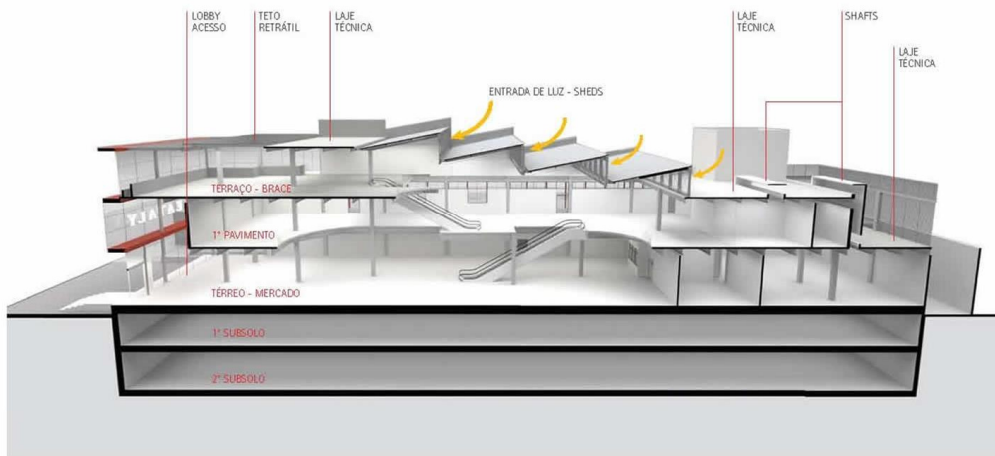 LOBBY
ACESSO
TETO
RETRÁTIL
LAJE
TÉCNICA
LAJE
TÉCNICA
SHAFTS
LAJE
TÉCNICA
ENTRADA DE LUZ - SHEDS
TERRAÇO - BRACE
EATALY
1° PAVIMENTO
TÉRREO - MERCADO
1° SUBSOLO
2° SUBSOLO